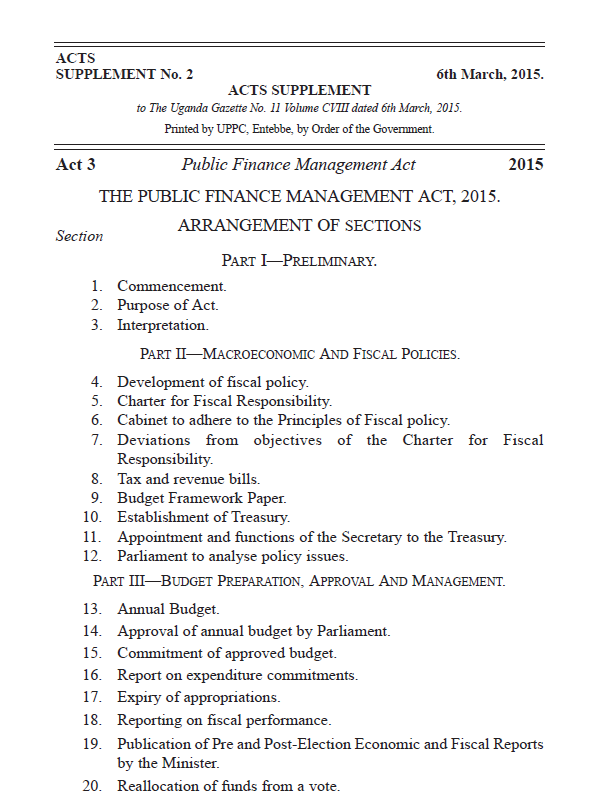 ACTS
SUPPLEMENT No. 2 6th March, 2015.
ACTS SUPPLEMENT
to The Uganda Gazette No. 11 Volume CVIII dated 6th March, 2015.
Printed by UPPC, Entebbe, by Order of the Government.
Act 3 Public Finance Management Act 2015
THE PUBLIC FINANCE MANAGEMENT ACT, 2015.
ARRANGEMENT OF SECTIONS
Section
PART I—PRELIMINARY.
1. Commencement.
2. Purpose of Act.
3. Interpretation.
PART II—MACROECONOMIC AND FISCAL POLICIES.
4. Development of fiscal policy.
5. Charter for Fiscal Responsibility.
6. Cabinet to adhere to the Principles of Fiscal policy.
7. Deviations from objectives of the Charter for Fiscal
Responsibility.
8. Tax and revenue bills.
9. Budget Framework Paper.
10. Establishment of Treasury.
11. Appointment and functions of the Secretary to the Treasury.
12. Parliament to analyse policy issues.
PART III—BUDGET PREPARATION, APPROVAL AND MANAGEMENT.
13. Annual Budget.
14. Approval of annual budget by Parliament.
15. Commitment of approved budget.
16. Report on expenditure commitments.
17. Expiry of appropriations.
18. Reporting on fiscal performance.
19. Publication of Pre and Post-Election Economic and Fiscal Reports
by the Minister.
20. Reallocation of funds from a vote.